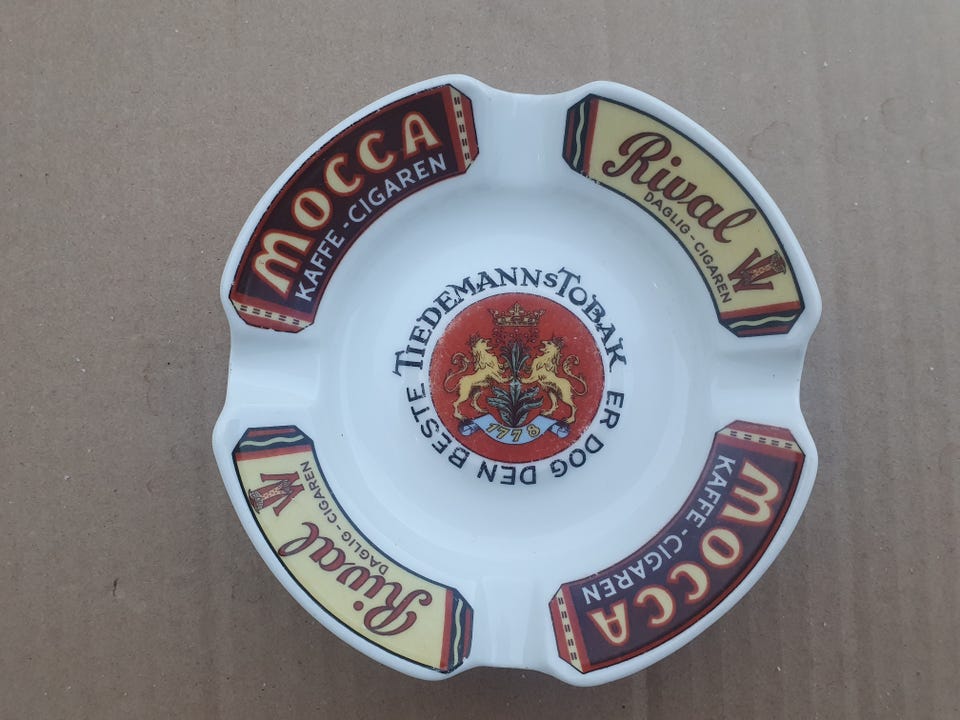 MOCCA
KAFFE-CIGAREN
Rival
DAGLIG-CIGAREN
W
TIEDEMANNS TOBAK
ER DOG DEN BESTE
1778
Rival
DAGLIG-CIGAREN
W
MOCCA
KAFFE-CIGAREN